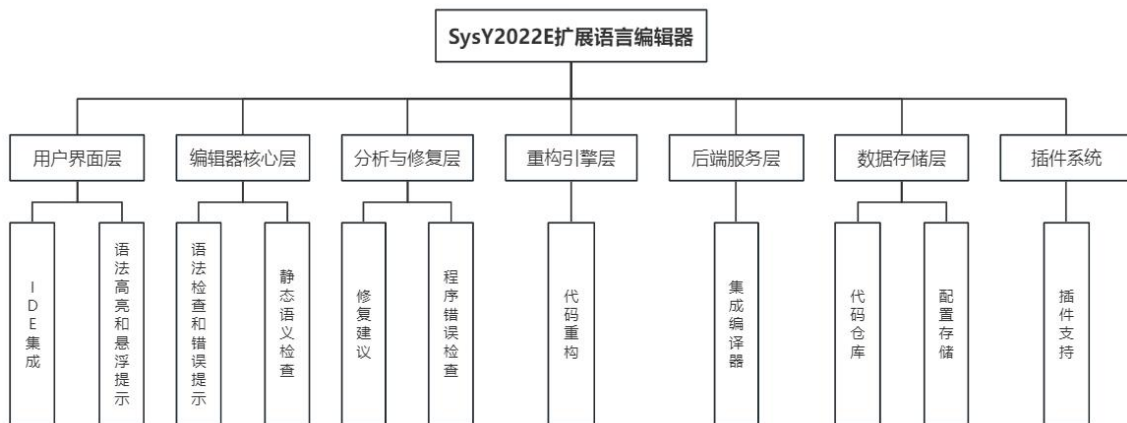 SysY2022E扩展语言编辑器
用户界面层
编辑器核心层
分析与修复层
重构引擎层
后端服务层
数据存储层
插件系统
IDE集成
语法高亮和悬浮提示
语法检查和错误提示
静态语义检查
修复建议
程序错误检查
代码重构
集成编译器
代码仓库
配置存储
插件支持